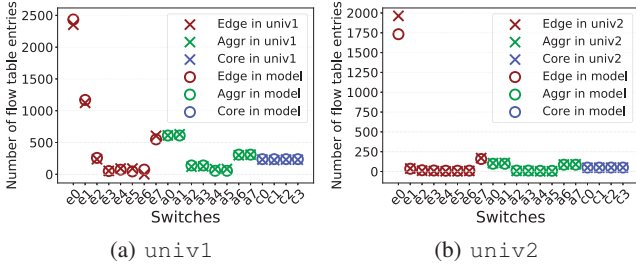 Number of flow table entries
2500
2000
1500
1000
500
0
Edge in univ1
Aggr in univ1
Core in univ1
Edge in model
Aggr in model
Core in model
e0 e1 e2 e3 e4 e5 e6 e7 a0 a1 a2 a3 a4 a5 a6 a7 c0 c1 c2 c3
Switches
(a) univ1
Number of flow table entries
2000
1750
1500
1250
1000
750
500
250
0
Edge in univ2
Aggr in univ2
Core in univ2
Edge in model
Aggr in model
Core in model
e0 e1 e2 e3 e4 e5 e6 e7 a0 a1 a2 a3 a4 a5 a6 a7 c0 c1 c2 c3
Switches
(b) univ2